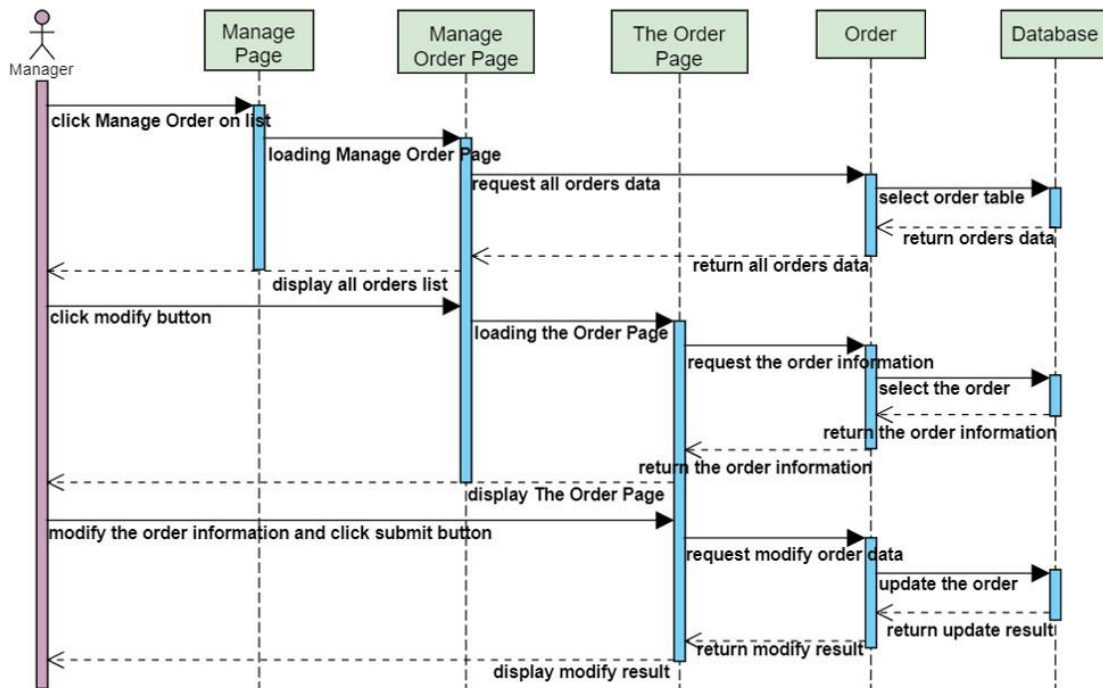 Manage
Page
Manage
Order Page
The Order
Page
Order
Database
Manager
click Manage Order on list
loading Manage Order Page
request all orders data
select order table
return orders data
return all orders data
display all orders list
click modify button
loading the Order Page
request the order information
select the order
return the order information
return the order information
display The Order Page
modify the order information and click submit button
request modify order data
update the order
return update result
return modify result
display modify result